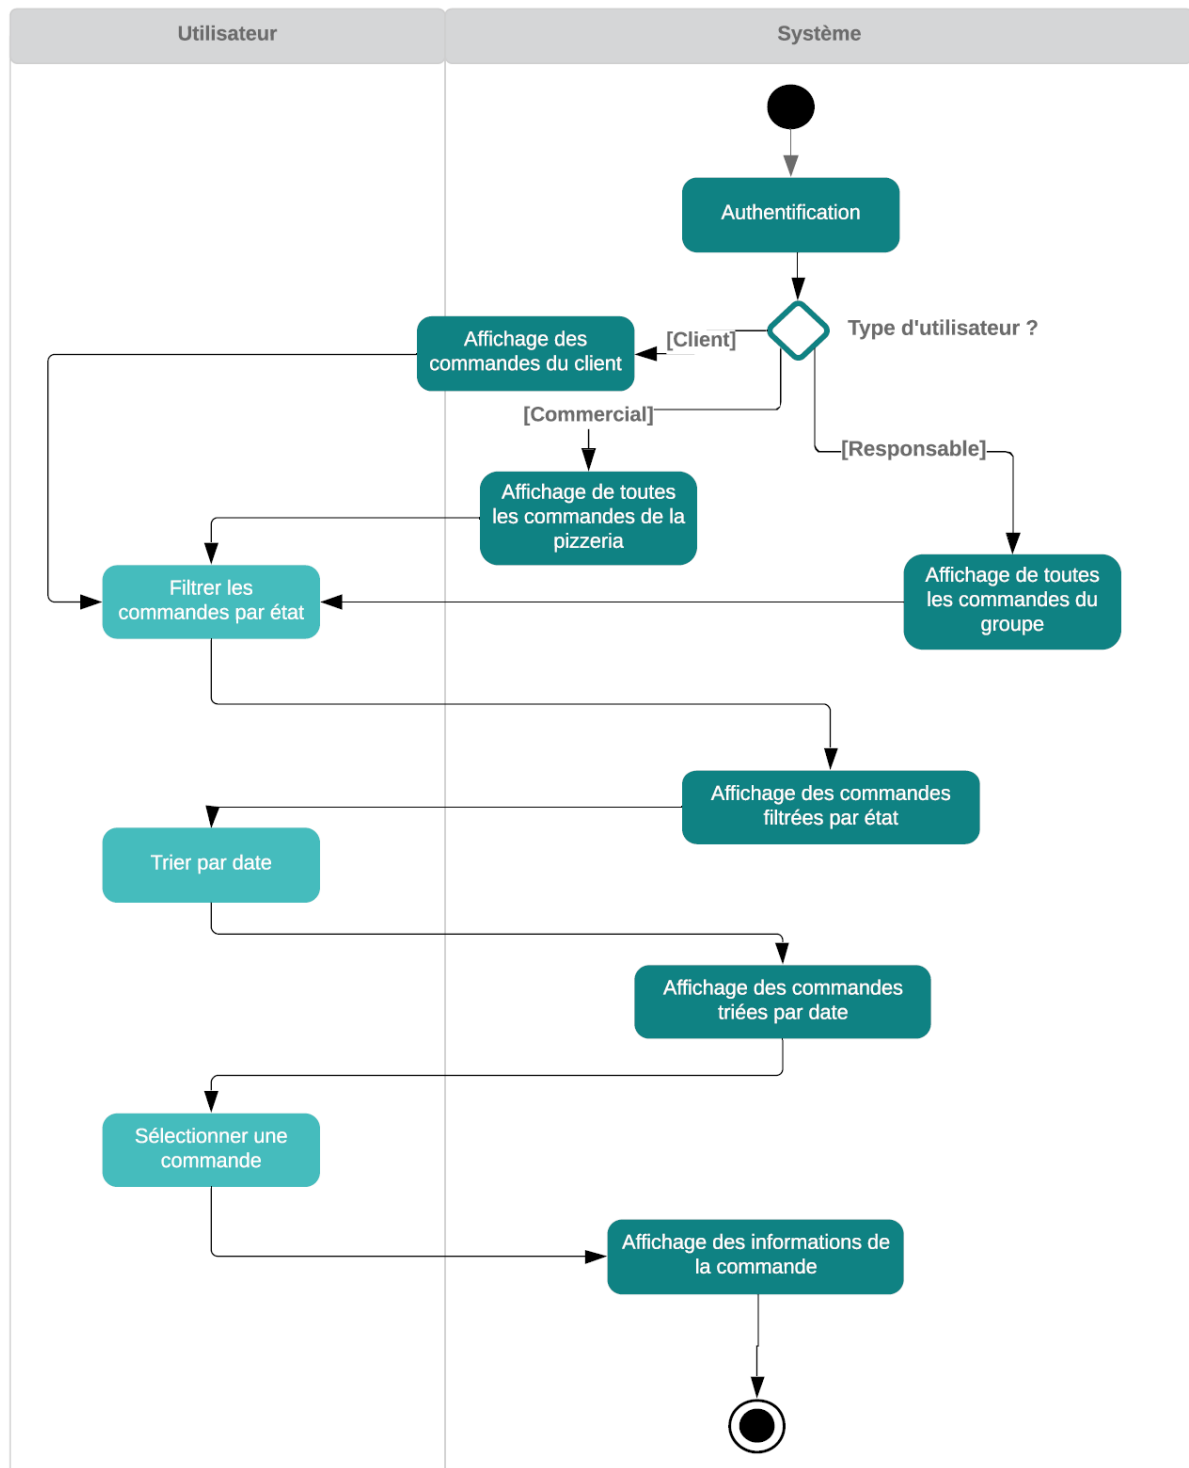 Utilisateur
Système
Authentification
Type d'utilisateur ?
[Client]
Affichage des
commandes du client
[Commercial]
[Responsable]
Affichage de toutes
les commandes de la
pizzeria
Affichage de toutes
les commandes du
groupe
Filtrer les
commandes par état
Affichage des commandes
filtrées par état
Trier par date
Affichage des commandes
triées par date
Sélectionner une
commande
Affichage des informations de
la commande